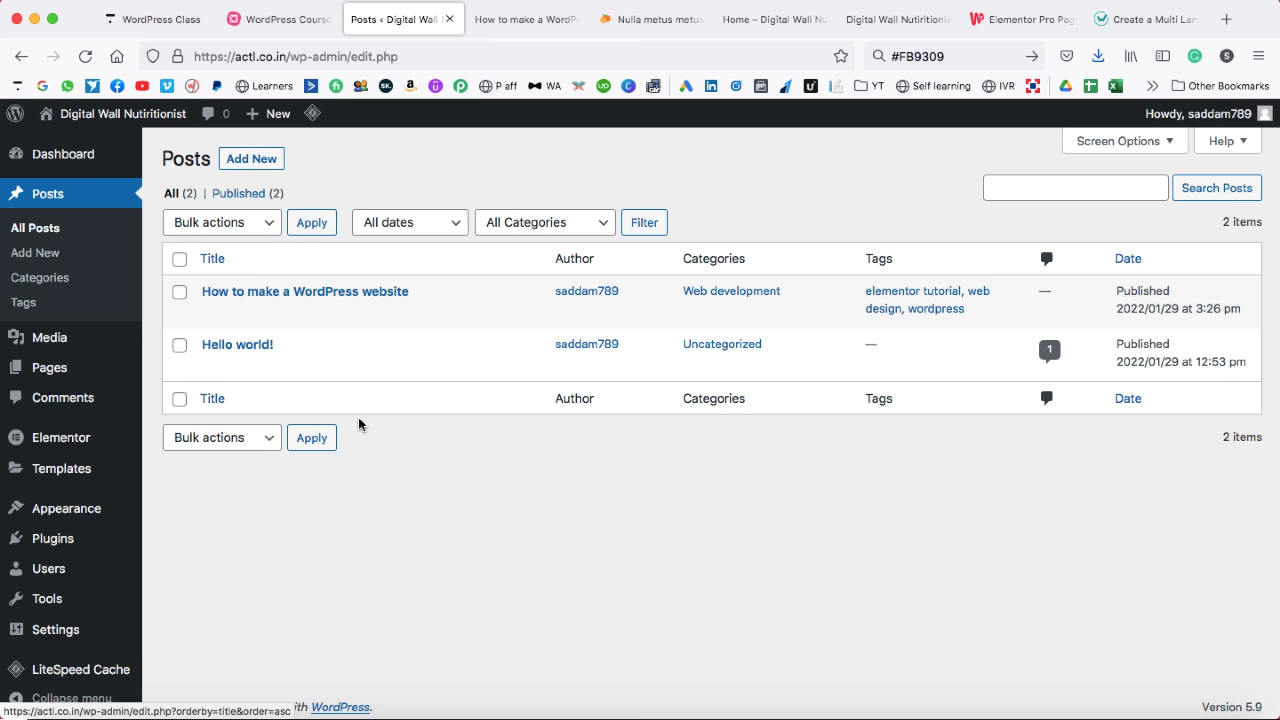 WordPress Class
WordPress Cours
Posts ‹ Digital Wall
How to make a WordP
Nulla metus metus
Home – Digital Wall Nu
Digital Wall Nutritionis
Elementor Pro Pag
Create a Multi Lan
https://actl.co.in/wp-admin/edit.php
#FB9309
Learners
P aff
WA
YT
Self learning
IVR
Other Bookmarks
Digital Wall Nutritionist
0
New
Howdy, saddam789
Dashboard
Posts
All Posts
Add New
Categories
Tags
Media
Pages
Comments
Elementor
Templates
Appearance
Plugins
Users
Tools
Settings
LiteSpeed Cache
Collapse menu
Screen Options
Help
Posts
Add New
All (2) | Published (2)
Search Posts
Bulk actions
Apply
All dates
All Categories
Filter
2 items
Title Author Categories Tags Date
How to make a WordPress website saddam789 Web development elementor tutorial, web — Published
design, wordpress 2022/01/29 at 3:26 pm
Hello world! saddam789 Uncategorized — 1 Published
2022/01/29 at 12:53 pm
Title Author Categories Tags Date
Bulk actions
Apply
2 items
https://actl.co.in/wp-admin/edit.php?orderby=title&order=asc
ith WordPress.
Version 5.9